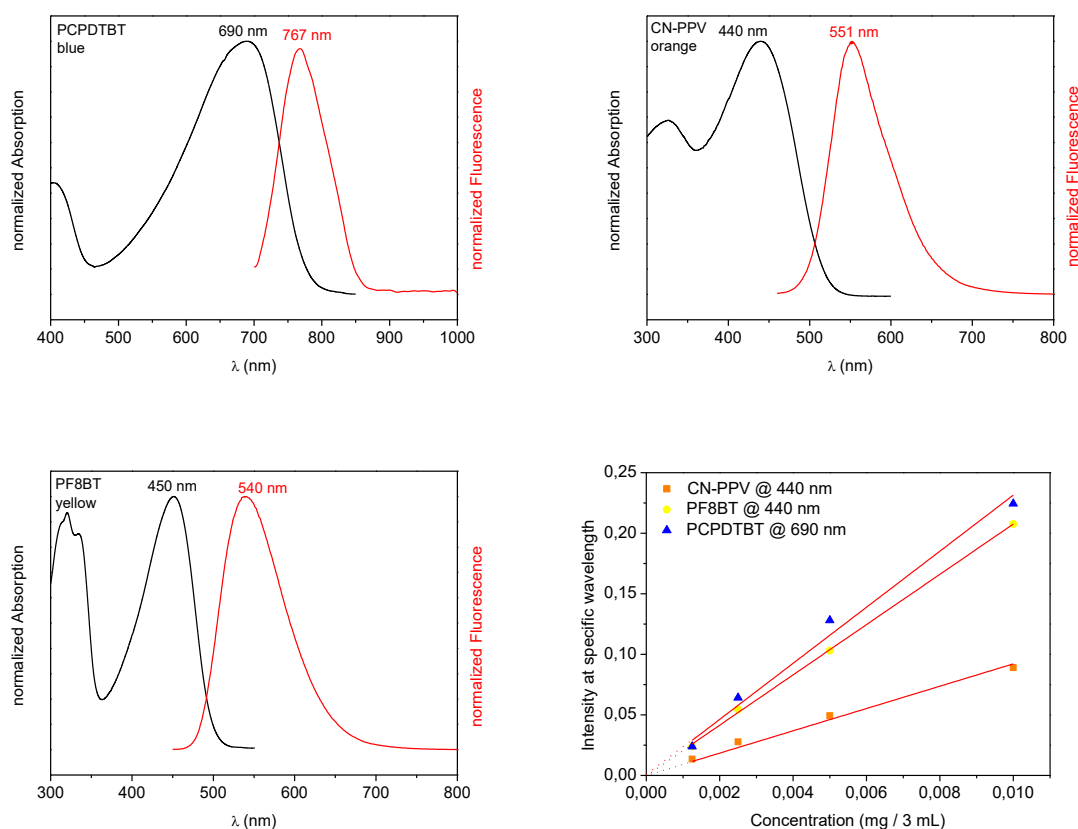 PCPDTBT
blue
690 nm
767 nm
normalized Absorption
normalized Fluorescence
400 500 600 700 800 900 1000
λ (nm)
CN-PPV
orange
440 nm
551 nm
normalized Absorption
normalized Fluorescence
300 400 500 600 700 800
λ (nm)
PF8BT
yellow
450 nm
540 nm
normalized Absorption
normalized Fluorescence
300 400 500 600 700 800
λ (nm)
CN-PPV @ 440 nm
PF8BT @ 440 nm
PCPDTBT @ 690 nm
Intensity at specific wavelength
0,25
0,20
0,15
0,10
0,05
0,00
0,000 0,002 0,004 0,006 0,008 0,010
Concentration (mg / 3 mL)